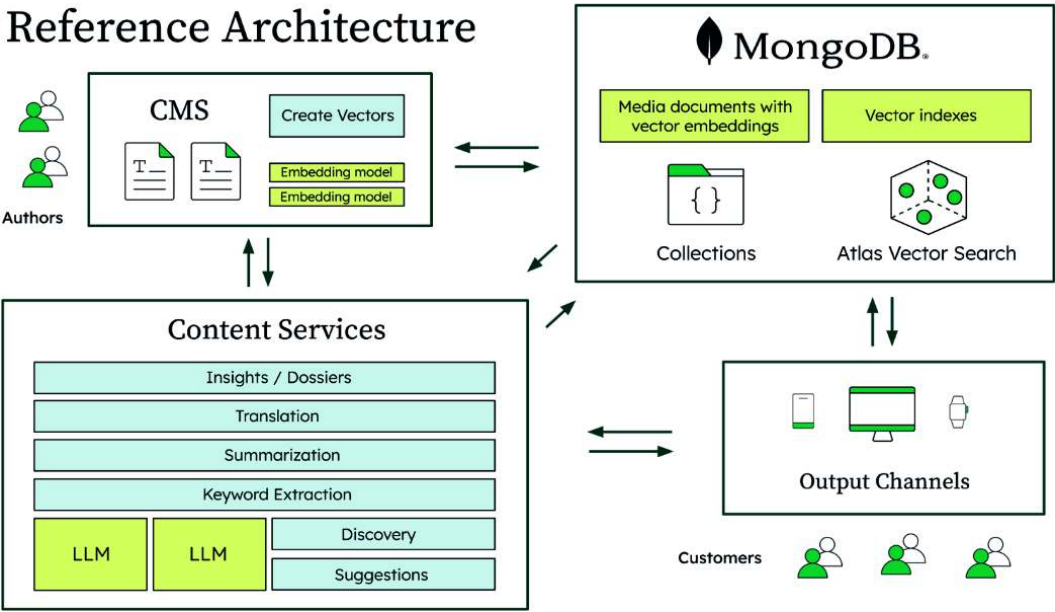 Reference Architecture
CMS
Create Vectors
T
T
Embedding model
Embedding model
Authors
MongoDB®
Media documents with
vector embeddings
Vector indexes
{ }
Collections
Atlas Vector Search
Content Services
Insights / Dossiers
Translation
Summarization
Keyword Extraction
LLM
LLM
Discovery
Suggestions
Output Channels
Customers